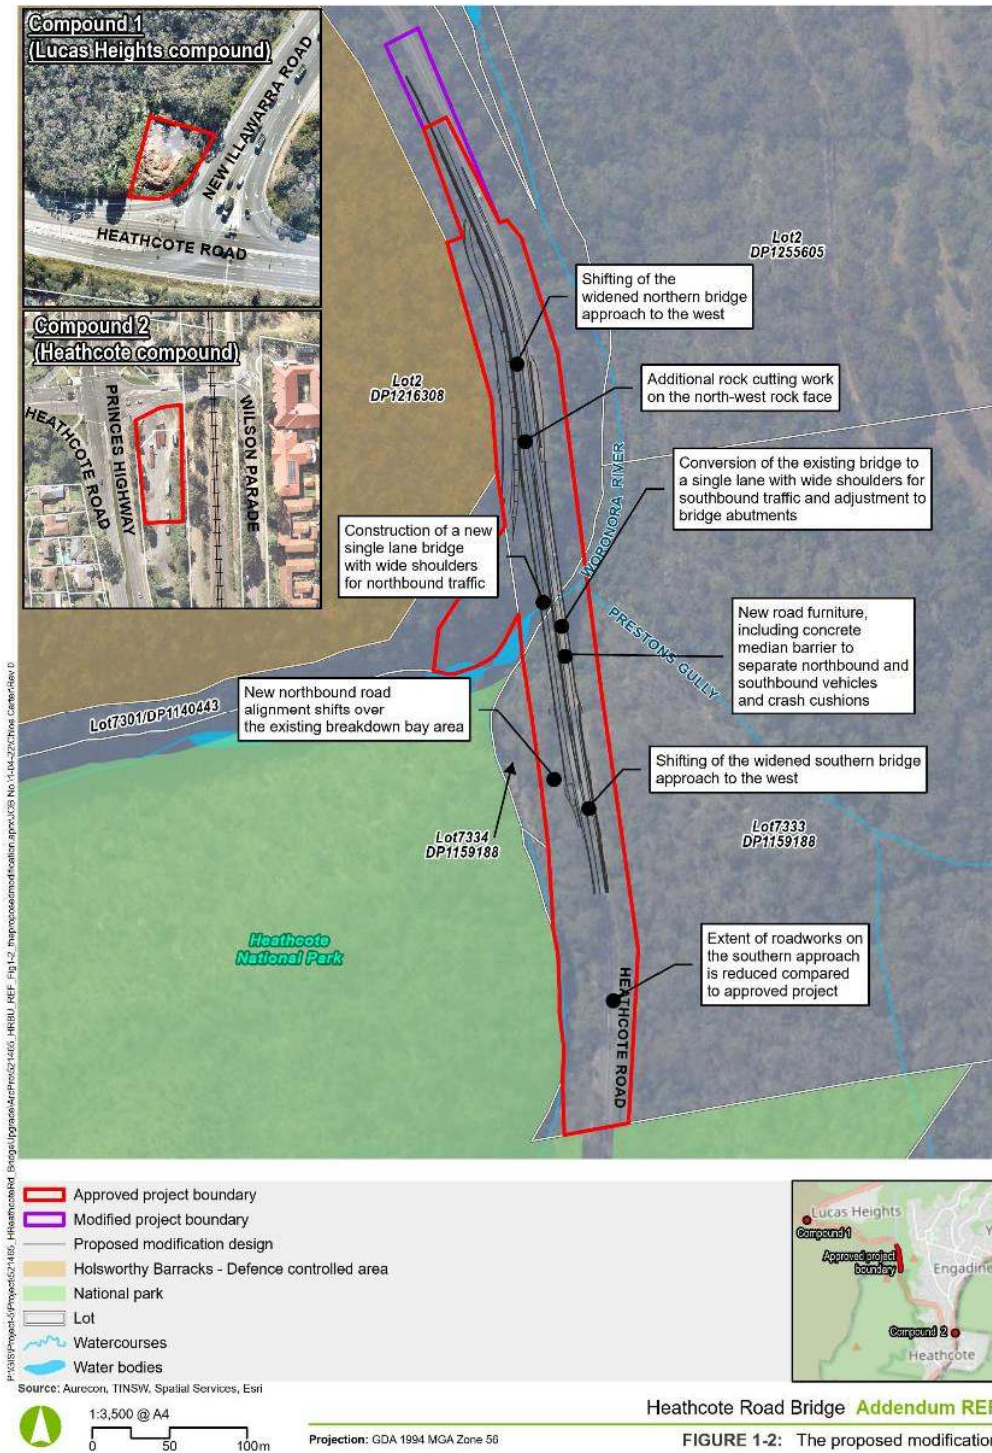 Compound 1
(Lucas Heights compound)
NEW ILLAWARRA ROAD
HEATHCOTE ROAD
Compound 2
(Heathcote compound)
HEATHCOTE ROAD
PRINCES HIGHWAY
WILSON PARADE
Lot2
DP1255605
Shifting of the
widened northern bridge
approach to the west
Lot2
DP1216308
Additional rock cutting work
on the north-west rock face
WORONORA RIVER
Conversion of the existing bridge to
a single lane with wide shoulders for
southbound traffic and adjustment to
bridge abutments
Construction of a new
single lane bridge
with wide shoulders
for northbound traffic
PRESTONS GULLY
New road furniture,
including concrete
median barrier to
separate northbound and
southbound vehicles
and crash cushions
Lot7301/DP1140443
New northbound road
alignment shifts over
the existing breakdown bay area
Shifting of the widened southern bridge
approach to the west
Lot7334
DP1159188
Lot7333
DP1159188
Heathcote
National Park
Extent of roadworks on
the southern approach
is reduced compared
to approved project
HEATHCOTE ROAD
Approved project boundary
Modified project boundary
Proposed modification design
Holsworthy Barracks - Defence controlled area
National park
Lot
Watercourses
Water bodies
Lucas Heights
Compound 1
Approved project
boundary
Engadine
Compound 2
Heathcote
Source: Aurecon, TfNSW, Spatial Services, Esri
1:3,500 @ A4
0 50 100m
Projection: GDA 1994 MGA Zone 56
Heathcote Road Bridge Addendum REF
FIGURE 1-2: The proposed modification